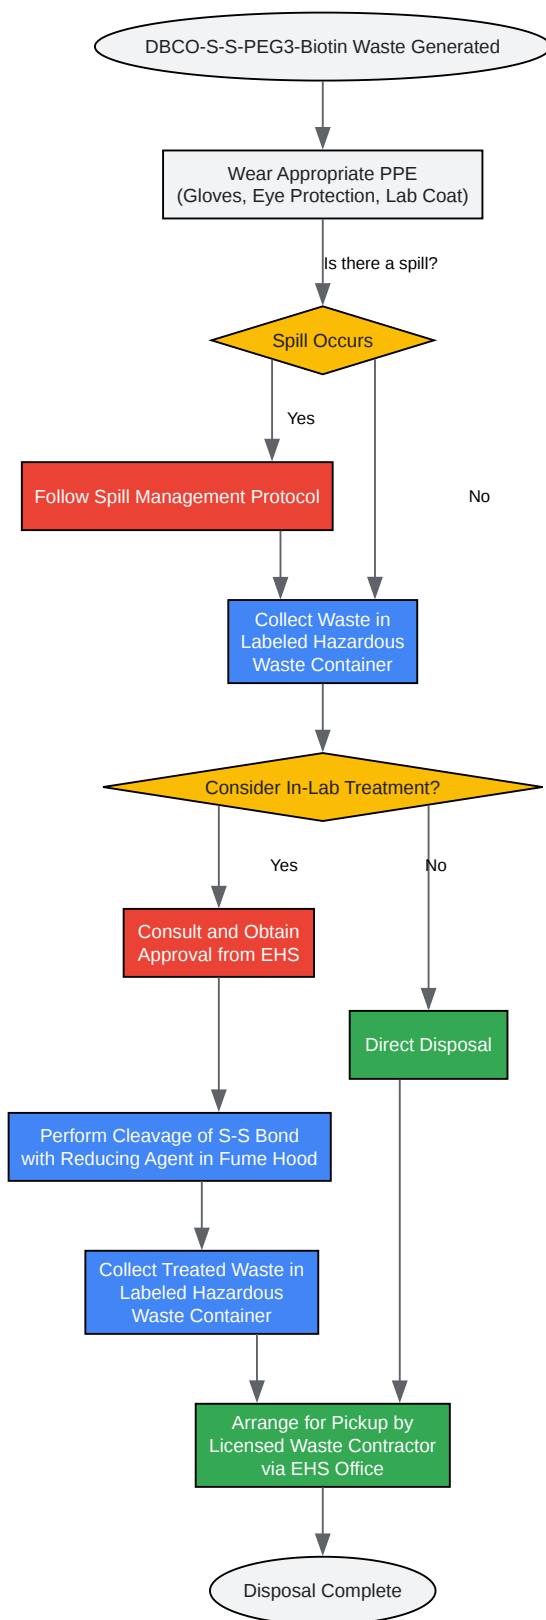 DBCO-S-S-PEG3-Biotin Waste Generated
Wear Appropriate PPE
(Gloves, Eye Protection, Lab Coat)
Is there a spill?
Spill Occurs
Yes
Follow Spill Management Protocol
No
Collect Waste in
Labeled Hazardous
Waste Container
Consider In-Lab Treatment?
Yes
No
Consult and Obtain
Approval from EHS
Direct Disposal
Perform Cleavage of S-S Bond
with Reducing Agent in Fume Hood
Collect Treated Waste in
Labeled Hazardous
Waste Container
Arrange for Pickup by
Licensed Waste Contractor
via EHS Office
Disposal Complete